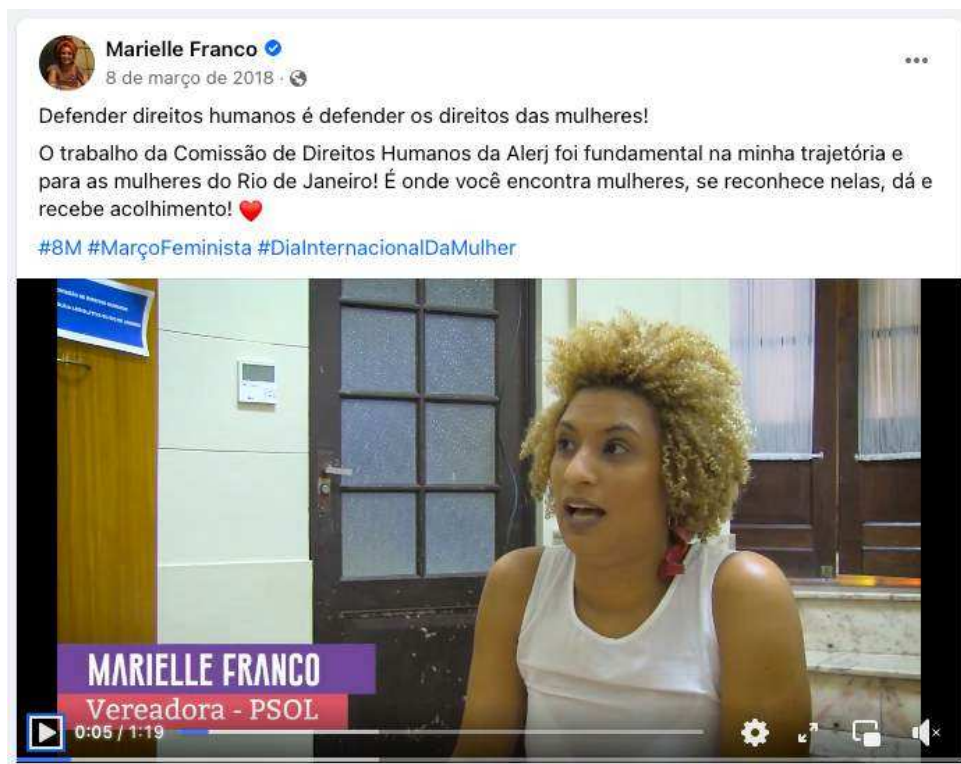 Marielle Franco
8 de março de 2018
Defender direitos humanos é defender os direitos das mulheres!
O trabalho da Comissão de Direitos Humanos da Alerj foi fundamental na minha trajetória e
para as mulheres do Rio de Janeiro! É onde você encontra mulheres, se reconhece nelas, dá e
recebe acolhimento! ❤️
#8M #MarçoFeminista #DiaInternacionalDaMulher
MARIELLE FRANCO
Vereadora - PSOL
0:05 / 1:19